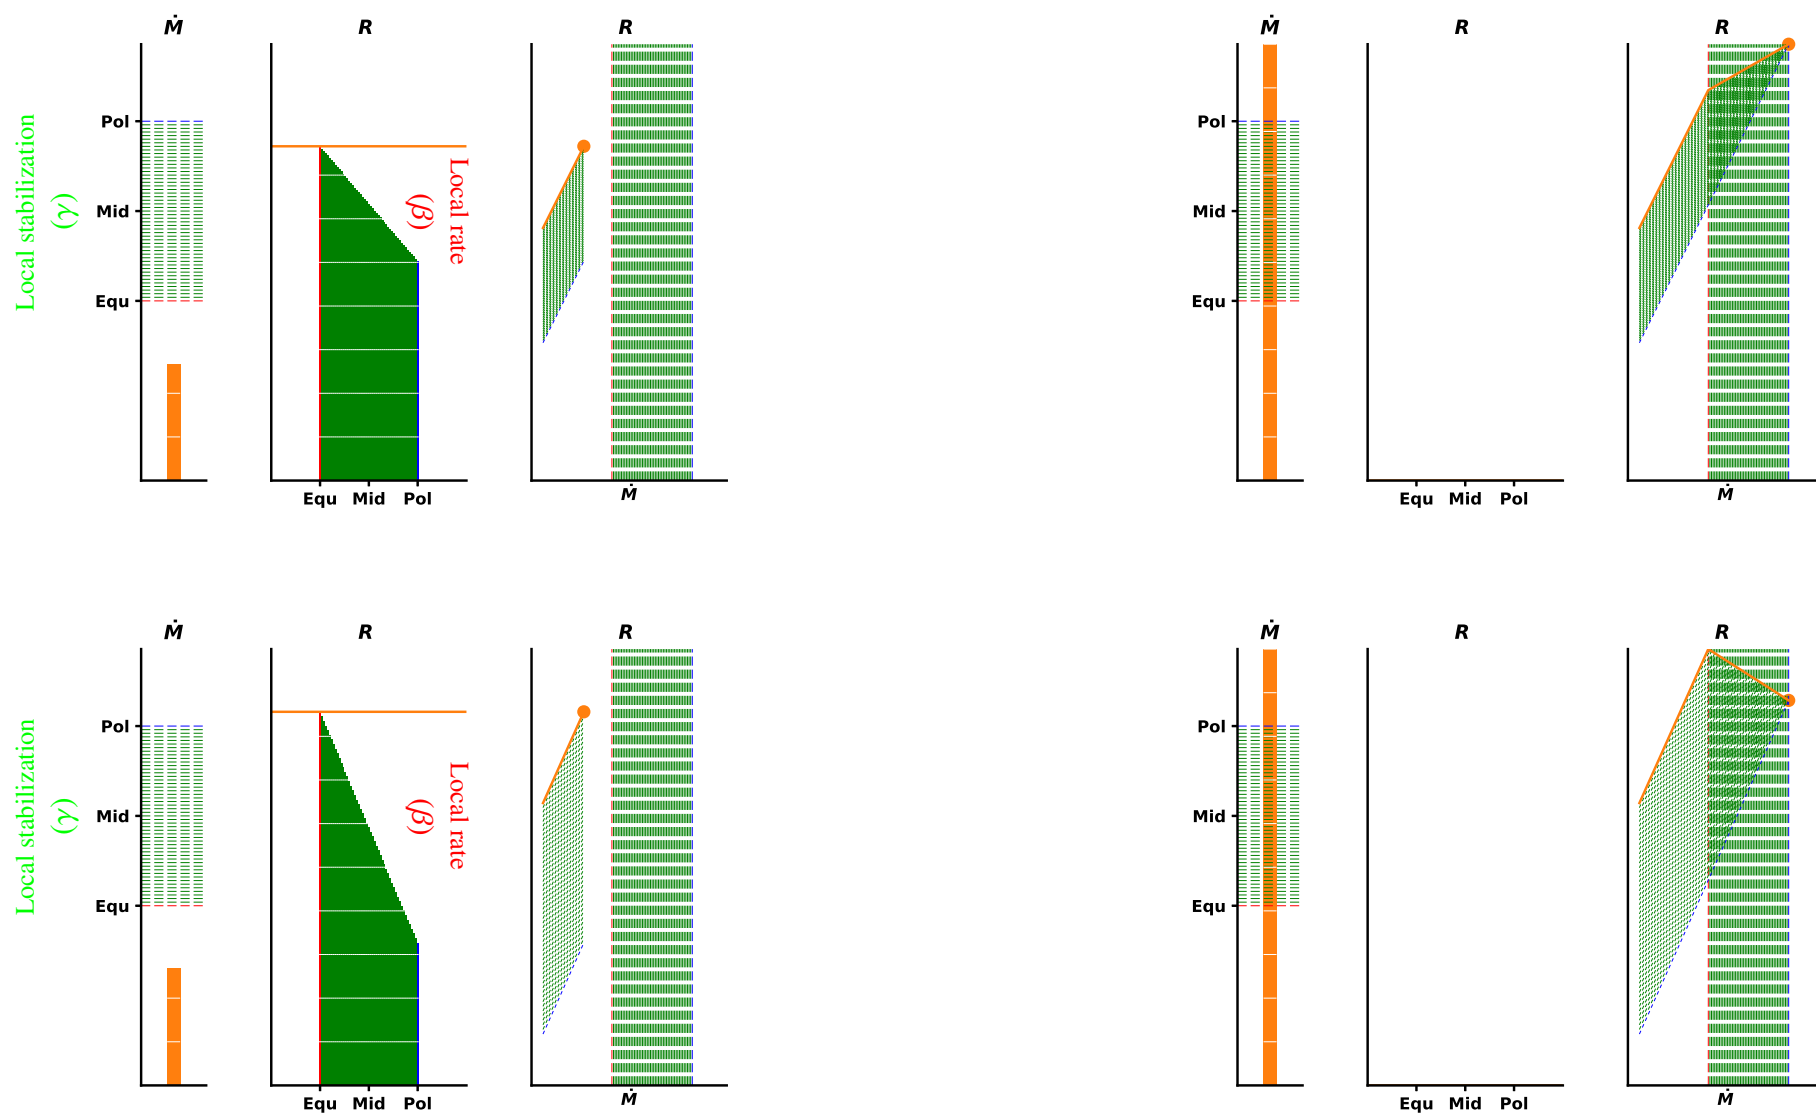 Ṁ R R Ṁ R R
Local stabilization
(γ)
Pol
Mid
Equ
Local rate
(β)
Equ Mid Pol
Ṁ
Pol
Mid
Equ
Equ Mid Pol
Ṁ
Ṁ R R Ṁ R R
Local stabilization
(γ)
Pol
Mid
Equ
Local rate
(β)
Equ Mid Pol
Ṁ
Pol
Mid
Equ
Equ Mid Pol
Ṁ